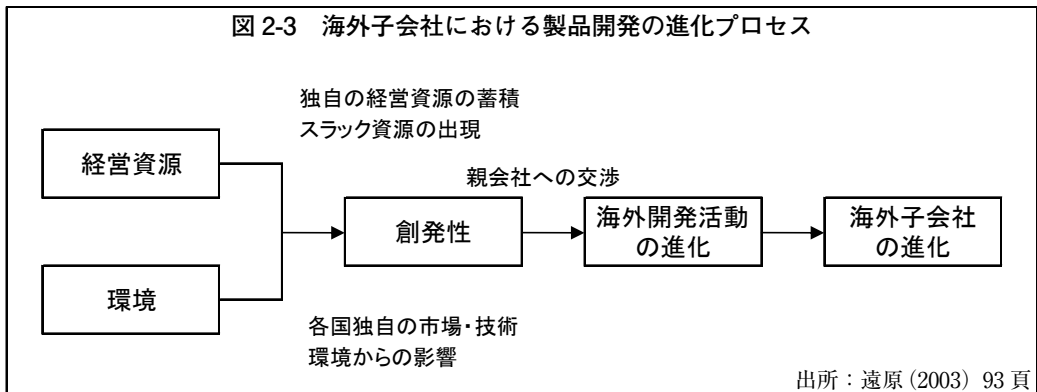 図 2-3 海外子会社における製品開発の進化プロセス
独自の経営資源の蓄積
スラック資源の出現
経営資源
親会社への交渉
創発性
海外開発活動
の進化
海外子会社
の進化
環境
各国独自の市場・技術
環境からの影響
出所：遠原 (2003) 93 頁